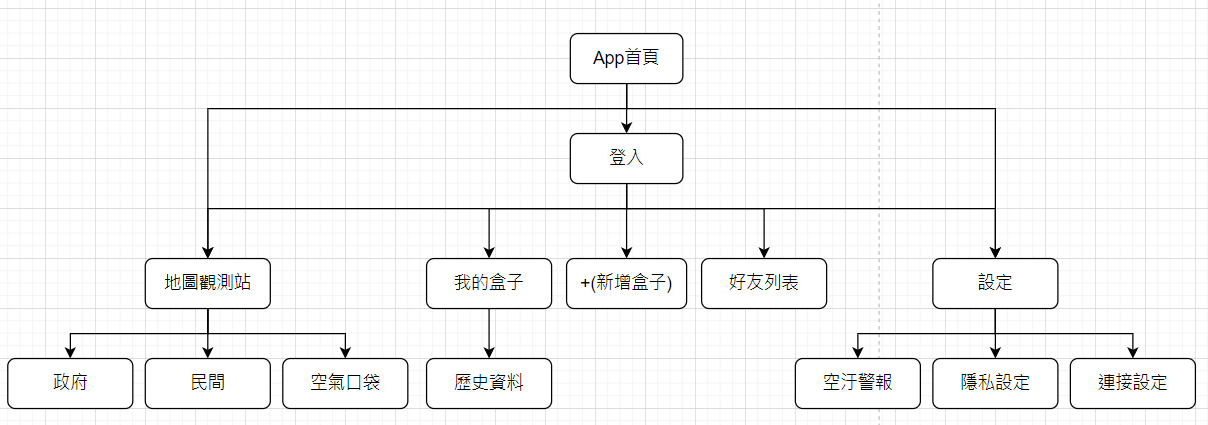 App首頁
登入
地圖觀測站
我的盒子
+(新增盒子)
好友列表
設定
政府
民間
空氣口袋
歷史資料
空汙警報
隱私設定
連接設定